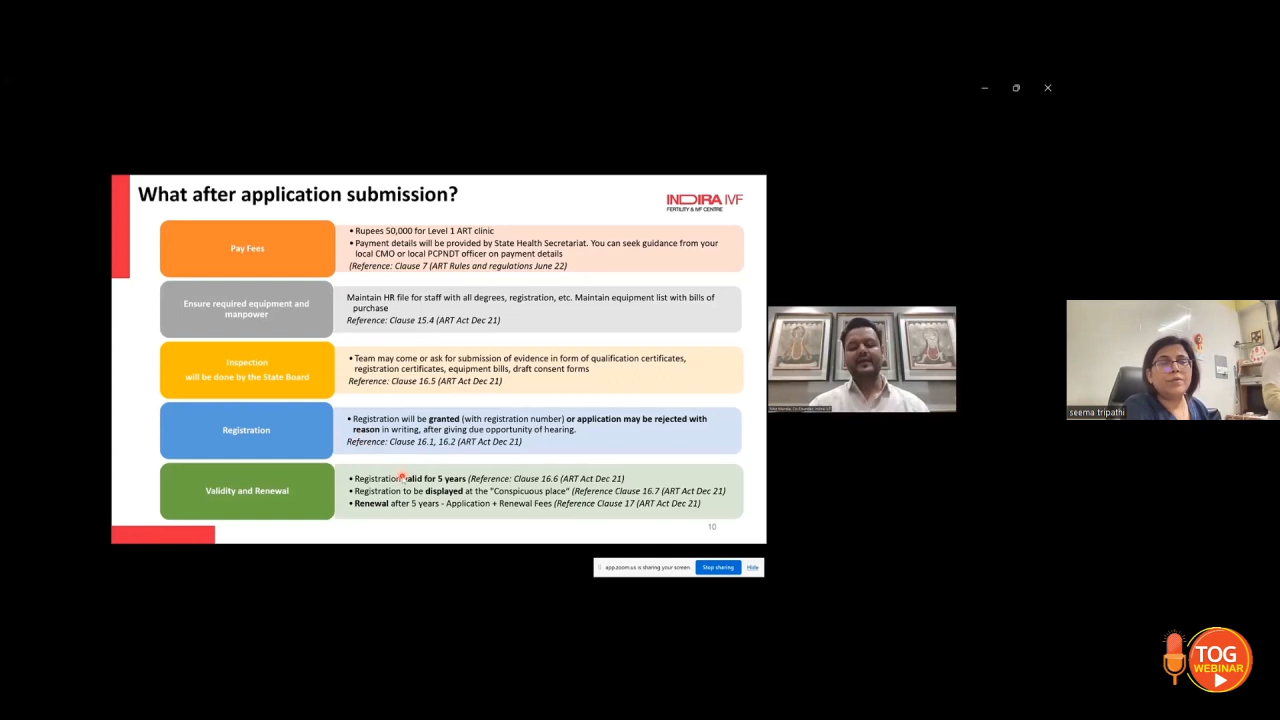 What after application submission?
INDIRA IVF
FERTILITY & IVF CENTRE
Pay Fees
• Rupees 50,000 for Level 1 ART clinic
• Payment details will be provided by State Health Secretariat. You can seek guidance from your
local CMO or local PCPNDT officer on payment details
(Reference: Clause 7 (ART Rules and regulations June 22)
Ensure required equipment and
manpower
Maintain HR file for staff with all degrees, registration, etc. Maintain equipment list with bills of
purchase
Reference: Clause 15.4 (ART Act Dec 21)
Inspection
will be done by the State Board
• Team may come or ask for submission of evidence in form of qualification certificates,
registration certificates, equipment bills, draft consent forms
Reference: Clause 16.5 (ART Act Dec 21)
Registration
• Registration will be granted (with registration number) or application may be rejected with
reason in writing, after giving due opportunity of hearing.
Reference: Clause 16.1, 16.2 (ART Act Dec 21)
Validity and Renewal
• Registration valid for 5 years (Reference: Clause 16.6 (ART Act Dec 21)
• Registration to be displayed at the "Conspicuous place" (Reference Clause 16.7 (ART Act Dec 21)
• Renewal after 5 years - Application + Renewal Fees (Reference Clause 17 (ART Act Dec 21)
10
seema tripathi
app.zoom.us is sharing your screen.
Stop sharing
Hide
TOG
WEBINAR